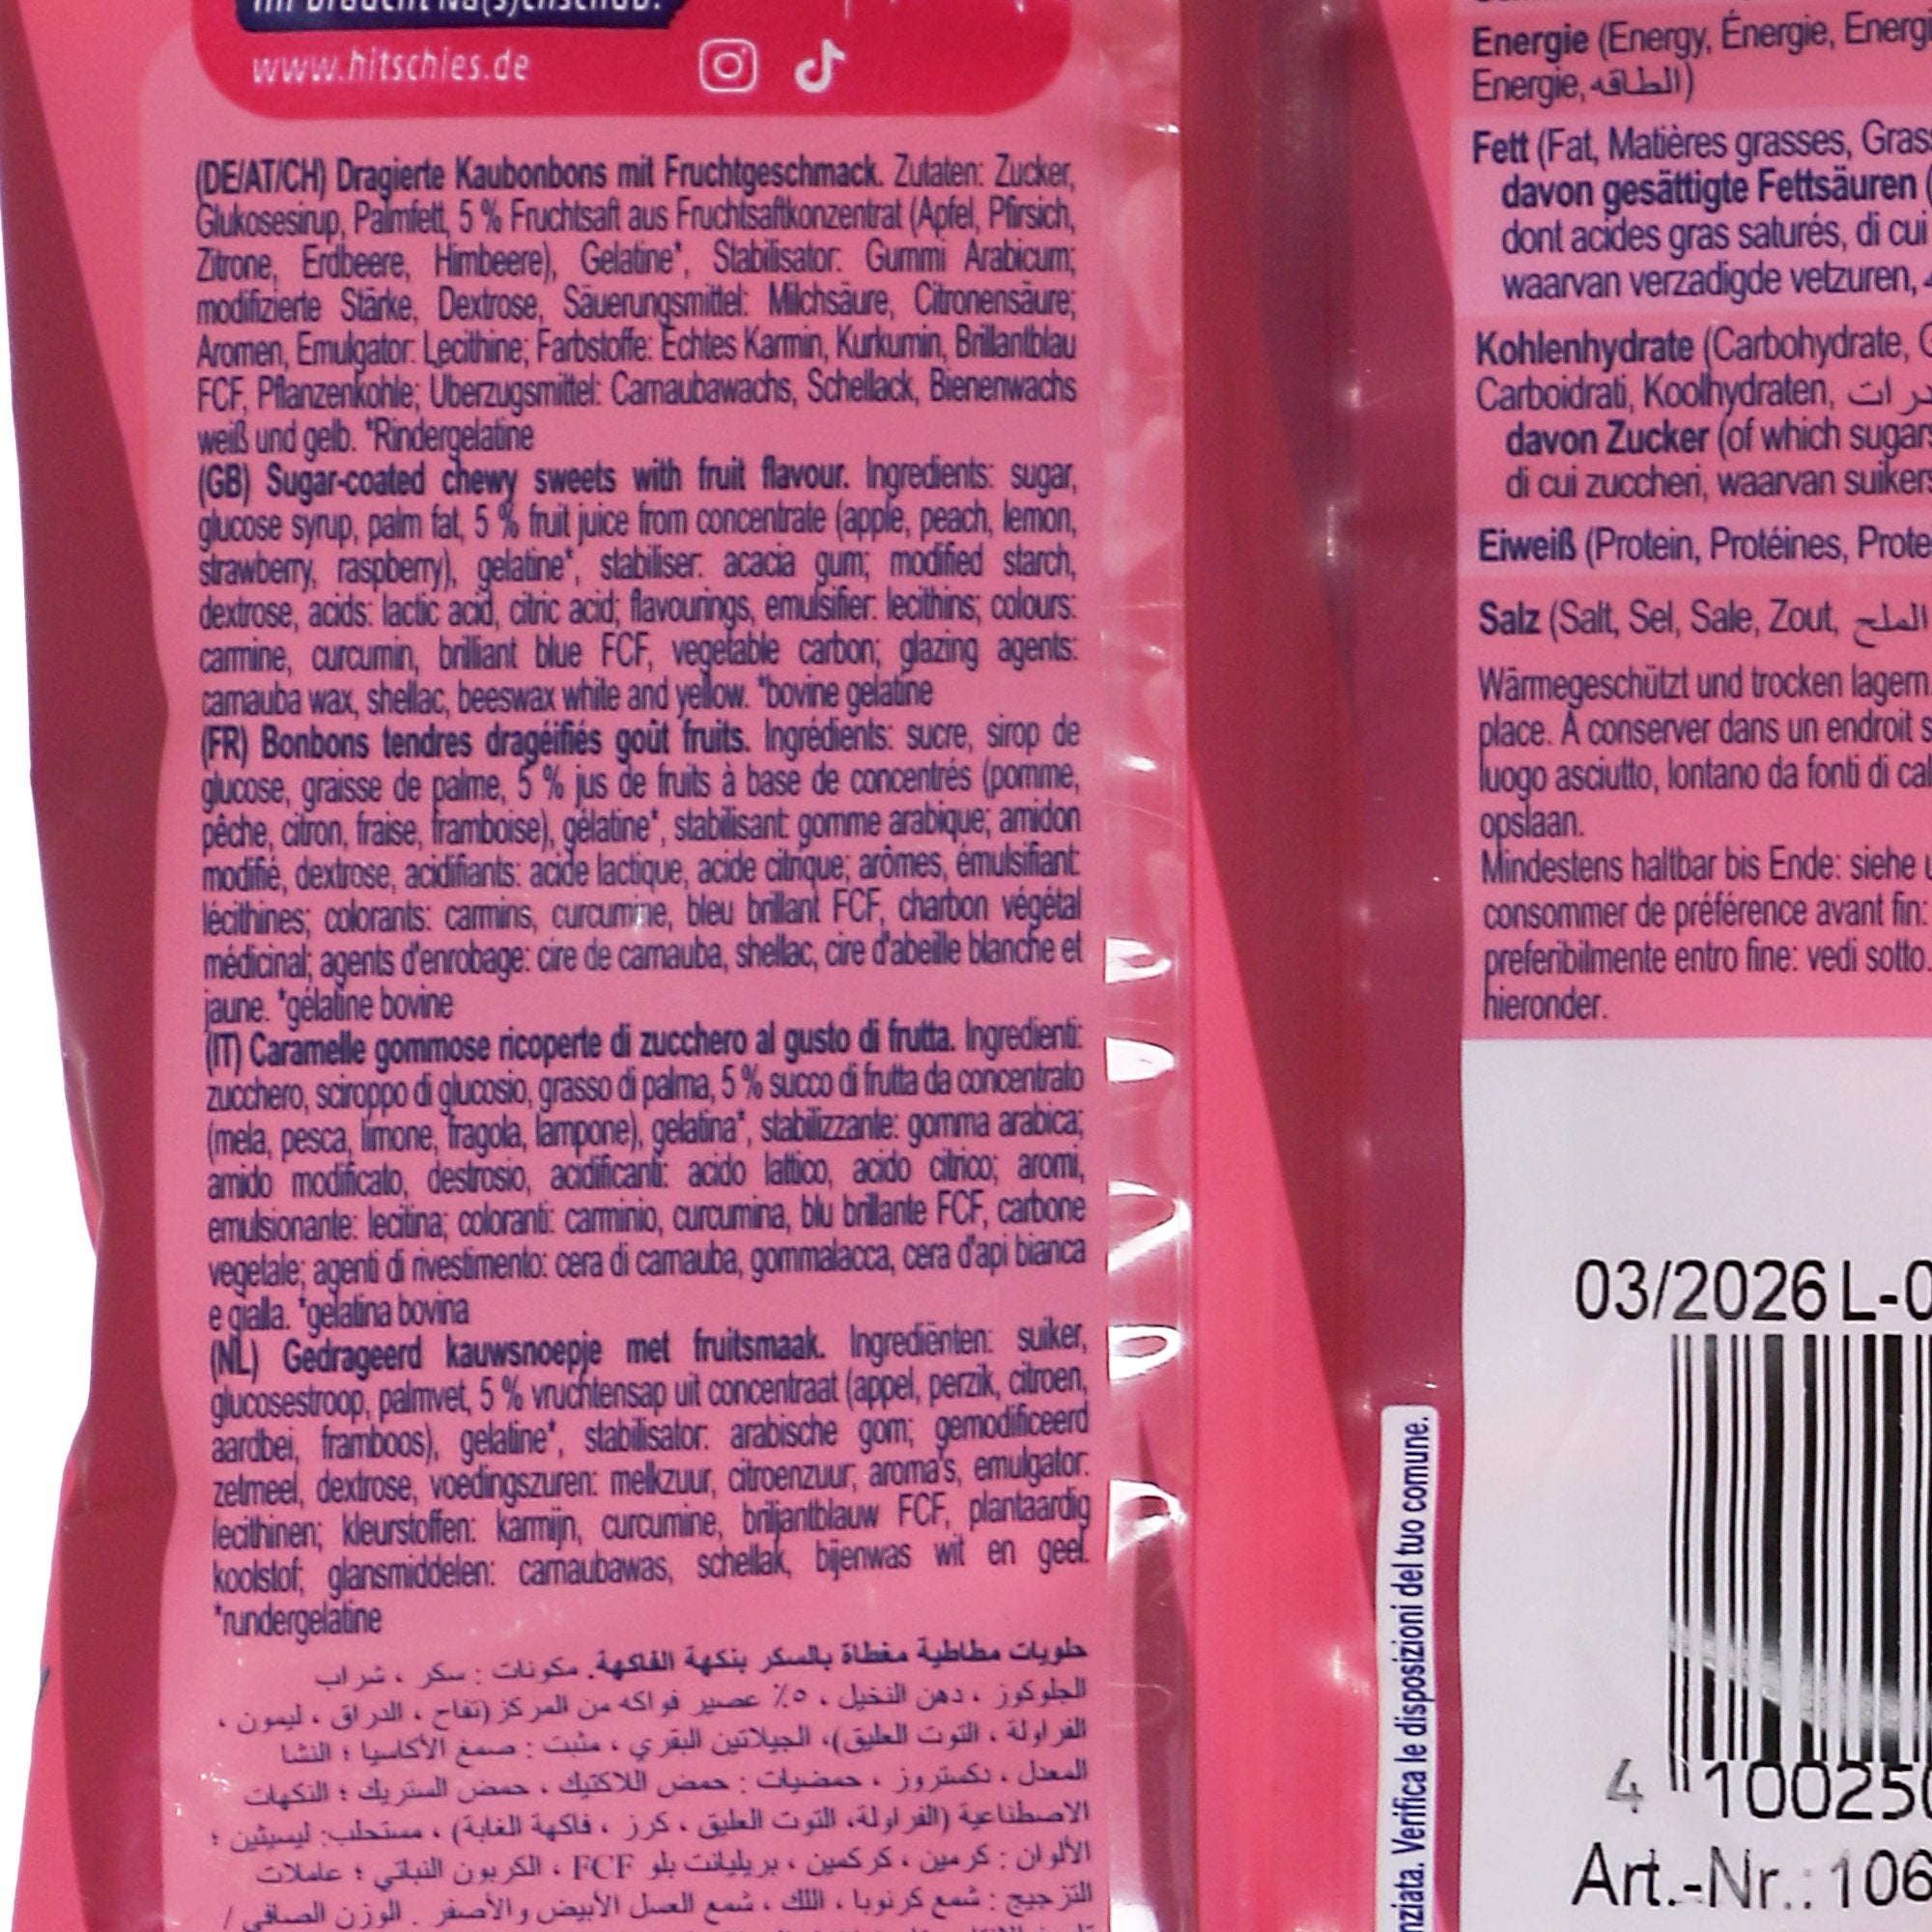 www.hitschies.de
(DE/AT/CH) Dragierte Kaubonbons mit Fruchtgeschmack. Zutaten: Zucker,
Glukosesirup, Palmfett, 5 % Fruchtsaft aus Fruchtsaftkonzentrat (Apfel, Pfirsich,
Zitrone, Erdbeere, Himbeere), Gelatine*, Stabilisator: Gummi Arabicum;
modifizierte Stärke, Dextrose, Säuerungsmittel: Milchsäure, Citronensäure;
Aromen, Emulgator: Lecithine; Farbstoffe: Echtes Karmin, Kurkumin, Brillantblau
FCF, Pflanzenkohle; Überzugsmittel: Carnaubawachs, Schellack, Bienenwachs
weiß und gelb. *Rindergelatine
(GB) Sugar-coated chewy sweets with fruit flavour. Ingredients: sugar,
glucose syrup, palm fat, 5 % fruit juice from concentrate (apple, peach, lemon,
strawberry, raspberry), gelatine*, stabiliser: acacia gum; modified starch,
dextrose, acids: lactic acid, citric acid; flavourings, emulsifier: lecithins; colours:
carmine, curcumin, brilliant blue FCF, vegetable carbon; glazing agents:
carnauba wax, shellac, beeswax white and yellow. *bovine gelatine
(FR) Bonbons tendres dragéifiés goût fruits. Ingrédients: sucre, sirop de
glucose, graisse de palme, 5 % jus de fruits à base de concentrés (pomme,
pêche, citron, fraise, framboise), gélatine*, stabilisant: gomme arabique; amidon
modifié, dextrose, acidifiants: acide lactique, acide citrique; arômes, émulsifiant:
lécithines; colorants: carmins, curcumine, bleu brillant FCF, charbon végétal
médicinal; agents d'enrobage: cire de carnauba, shellac, cire d'abeille blanche et
jaune. *gélatine bovine
(IT) Caramelle gommose ricoperte di zucchero al gusto di frutta. Ingredienti:
zucchero, sciroppo di glucosio, grasso di palma, 5 % succo di frutta da concentrato
(mela, pesca, limone, fragola, lampone), gelatina*, stabilizzante: gomma arabica;
amido modificato, destrosio, acidificanti: acido lattico, acido citrico; aromi,
emulsionante: lecitina; coloranti: carminio, curcumina, blu brillante FCF, carbone
vegetale; agenti di rivestimento: cera di carnauba, gommalacca, cera d'api bianca
e gialla. *gelatina bovina
(NL) Gedrageerd kauwsnoepje met fruitsmaak. Ingrediënten: suiker,
glucosestroop, palmvet, 5 % vruchtensap uit concentraat (appel, perzik, citroen,
aardbei, framboos), gelatine*, stabilisator: arabische gom; gemodificeerd
zetmeel, dextrose, voedingszuren: melkzuur, citroenzuur; aroma's, emulgator:
lecithinen; kleurstoffen: karmijn, curcumine, briljantblauw FCF, plantaardig
koolstof; glansmiddelen: carnaubawas, schellak, bijenwas wit en geel.
*rundergelatine
حلويات مطاطية مغطاة بالسكر بنكهة الفاكهة. مكونات : سكر ، شراب
الجلوكوز ، دهن النخيل ، ٥٪ عصير فواكه من المركز (تفاح ، الدراق ، ليمون ،
الفراولة ، التوت العليق)، الجيلاتين البقري ، مثبت : صمغ الأكاسيا ؛ النشا
المعدل ، دكستروز ، حمضيات : حمض اللاكتيك ، حمض الستريك ؛ النكهات
الاصطناعية (الفراولة، التوت العليق ، كرز ، فاكهة الغابة) ، مستحلب: ليسيثين ؛
الألوان : كرمين ، كركمين ، بريليانت بلو FCF ، الكربون النباتي ؛ عاملات
التزجيج : شمع كرنوبا ، اللك ، شمع العسل الأبيض والأصفر . الوزن الصافي /
Energie (Energy, Énergie, Energi
Energie, الطاقه)
Fett (Fat, Matières grasses, Gras
davon gesättigte Fettsäuren (
dont acides gras saturés, di cui
waarvan verzadigde vetzuren,
Kohlenhydrate (Carbohydrate,
Carboidrati, Koolhydraten,
davon Zucker (of which sugars
di cui zuccheri, waarvan suikers
Eiweiß (Protein, Protéines, Prote
Salz (Salt, Sel, Sale, Zout, الملح
Wärmegeschützt und trocken lagern
place. À conserver dans un endroit s
luogo asciutto, lontano da fonti di cal
opslaan.
Mindestens haltbar bis Ende: siehe u
consommer de préférence avant fin:
preferibilmente entro fine: vedi sotto.
hieronder.
03/2026 L-0
4 100250
Art.-Nr.: 106
nziata. Verifica le disposizioni del tuo comune.